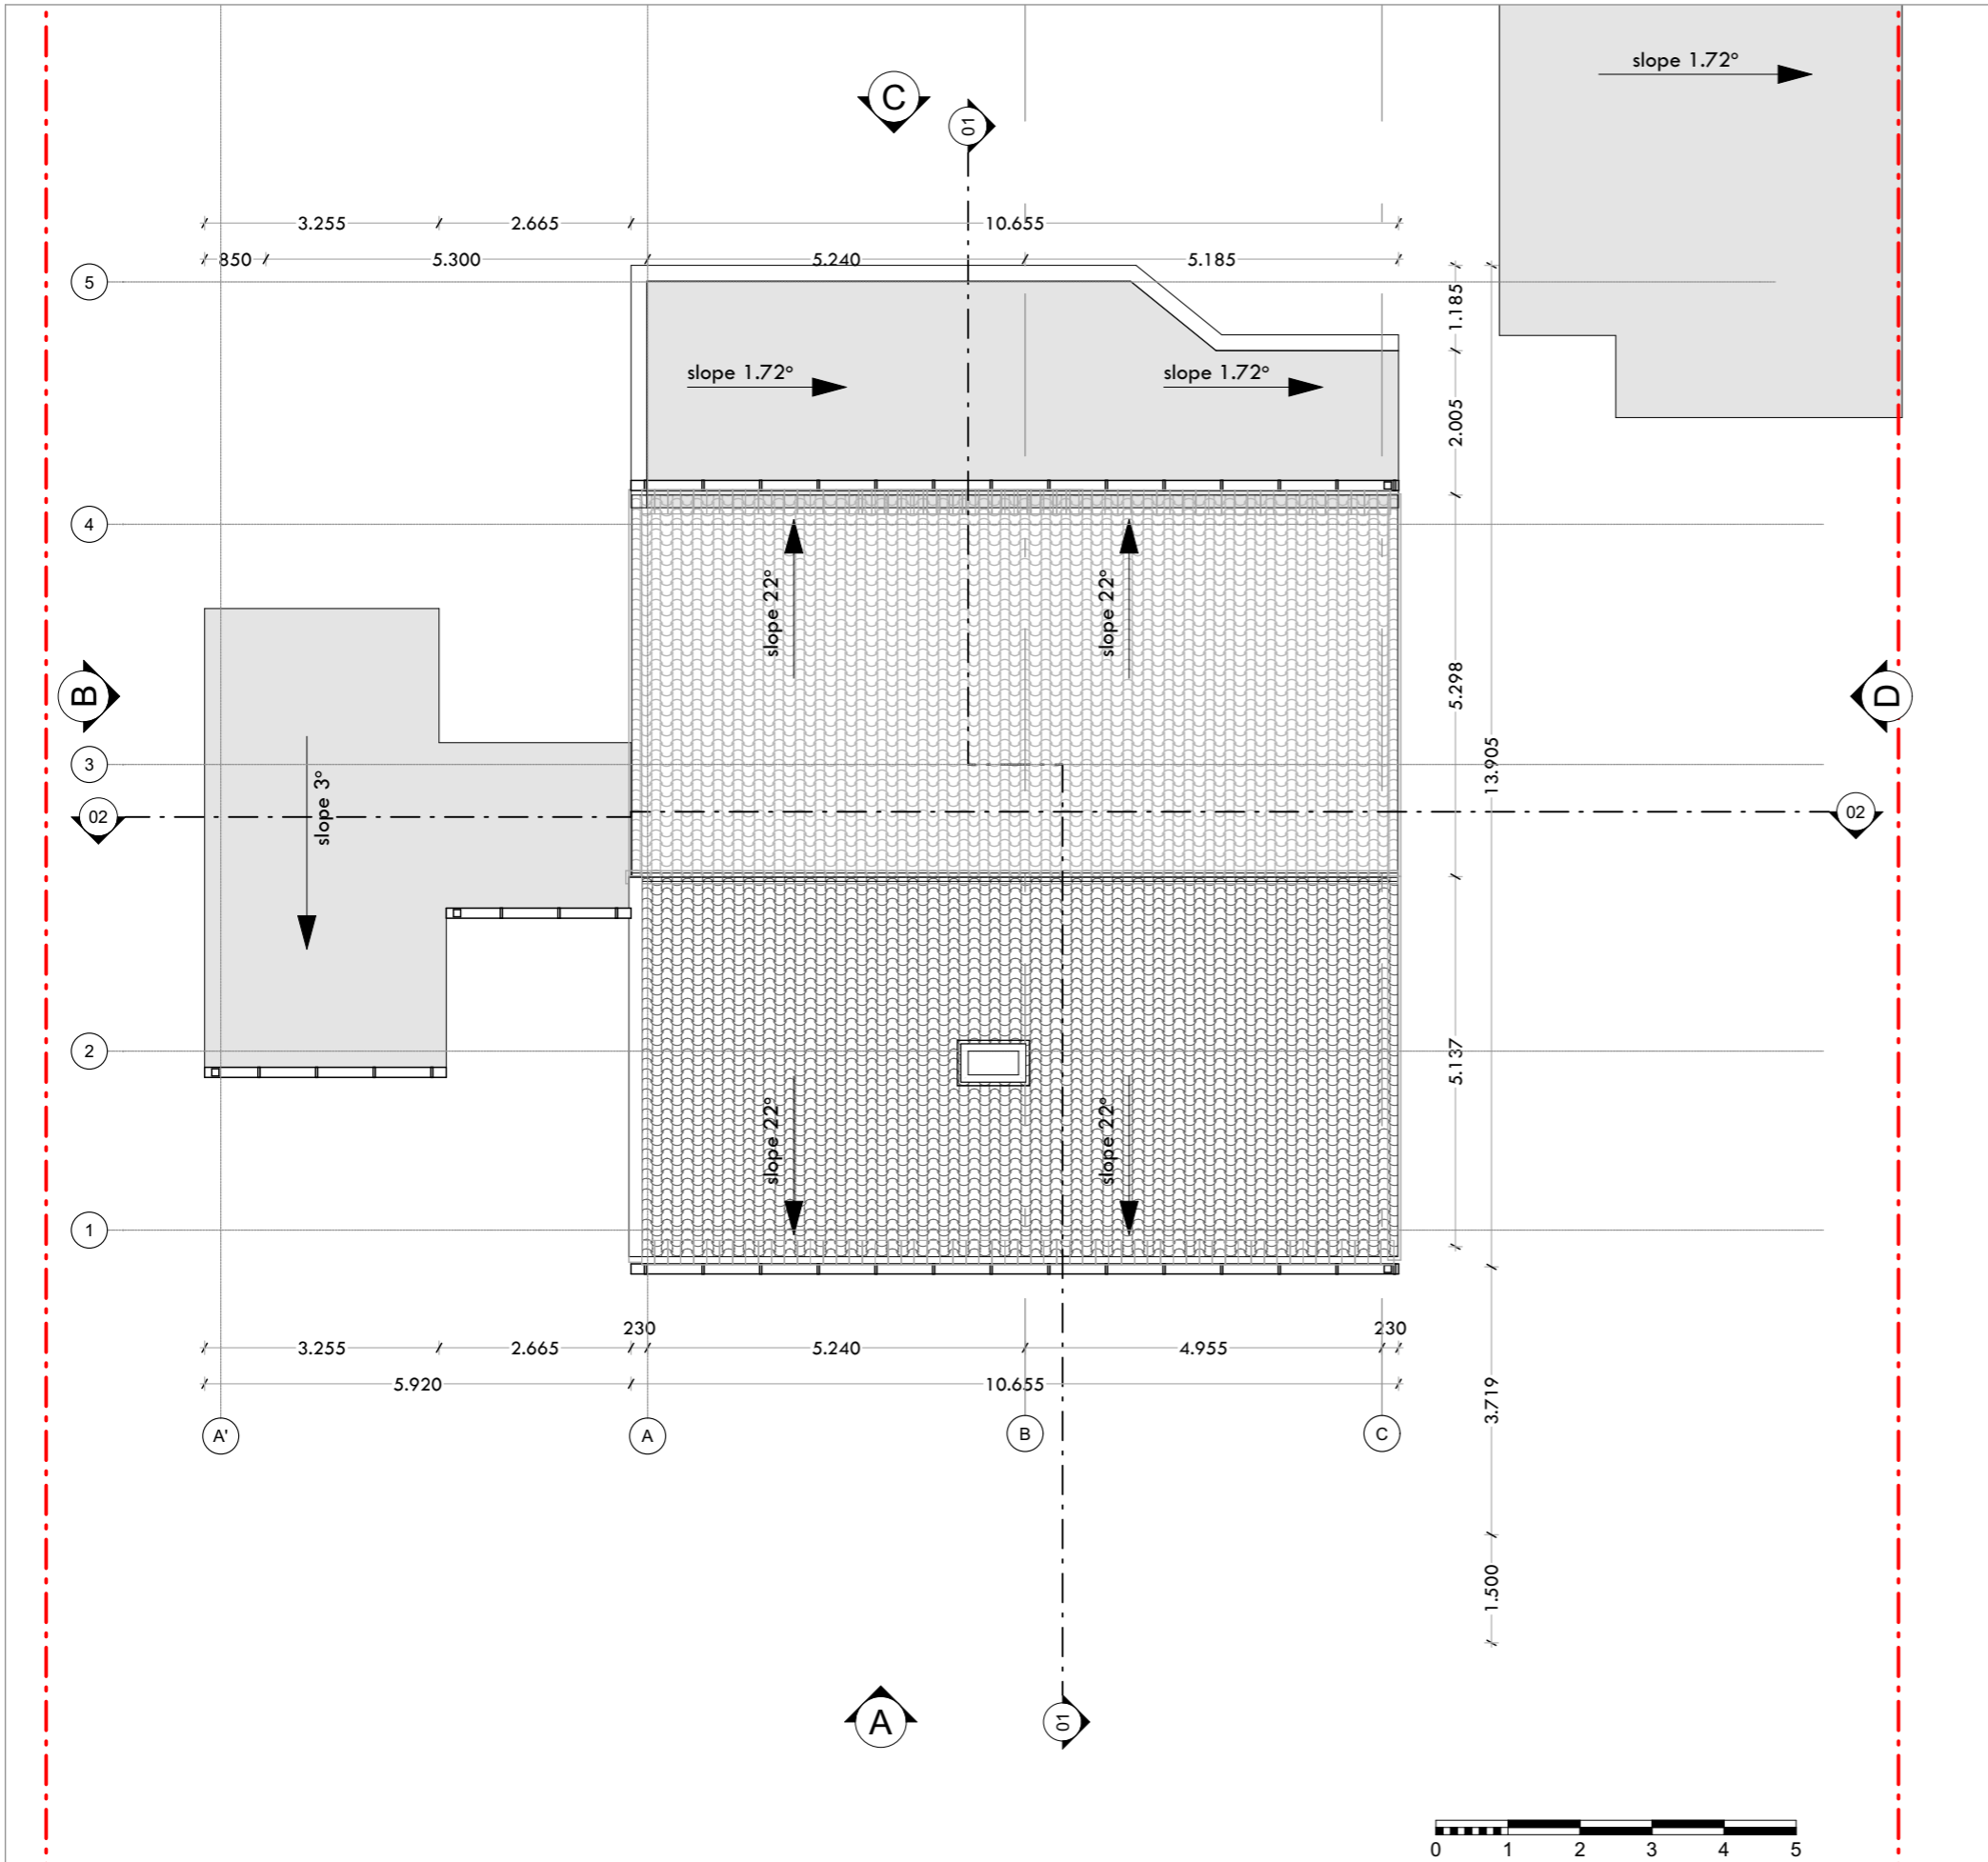 slope 1.72°
C
01
3.255 2.665 10.655
850 5.300 5.240 5.185
5
1.185
slope 1.72° slope 1.72°
2.005
4
slope 22° slope 22°
5.298
B
D
13.905
3
slope 3°
02 02
2
5.137
slope 22° slope 22°
1
230 230
3.255 2.665 5.240 4.955
5.920 10.655
3.719
A' A B C
1.500
A
01
0 1 2 3 4 5